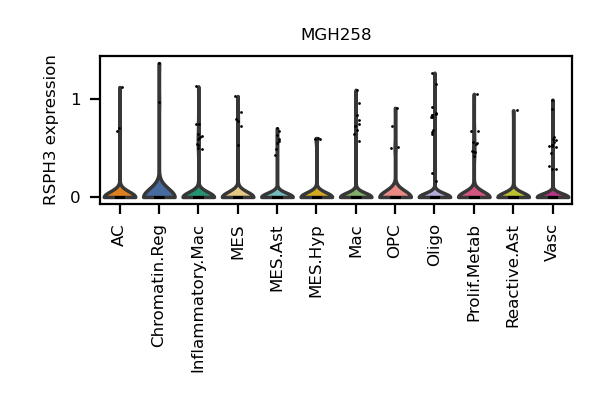 MGH258
RSPH3 expression
1
0
AC
Chromatin.Reg
Inflammatory.Mac
MES
MES.Ast
MES.Hyp
Mac
OPC
Oligo
Prolif.Metab
Reactive.Ast
Vasc